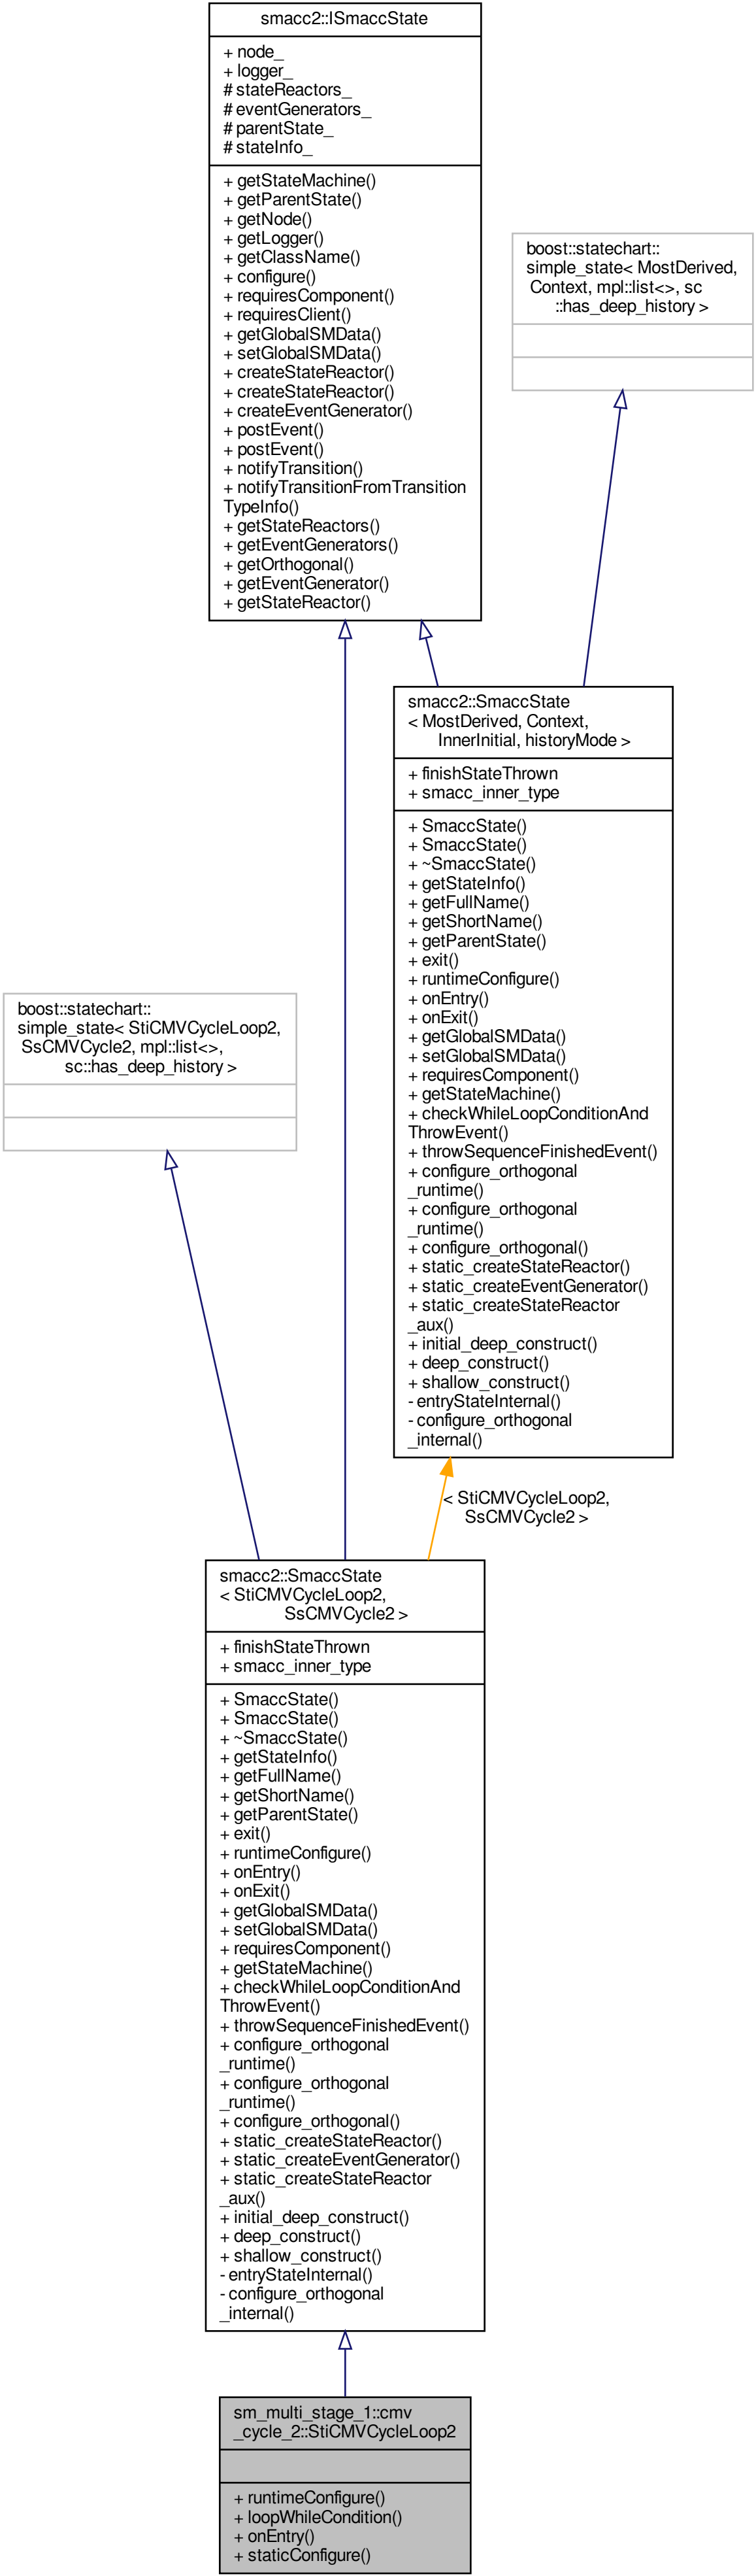 smacc2::ISmaccState
+ node_
+ logger_
# stateReactors_
# eventGenerators_
# parentState_
# stateInfo_
+ getStateMachine()
+ getParentState()
+ getNode()
+ getLogger()
+ getClassName()
+ configure()
+ requiresComponent()
+ requiresClient()
+ getGlobalSMData()
+ setGlobalSMData()
+ createStateReactor()
+ createStateReactor()
+ createEventGenerator()
+ postEvent()
+ postEvent()
+ notifyTransition()
+ notifyTransitionFromTransition
TypeInfo()
+ getStateReactors()
+ getEventGenerators()
+ getOrthogonal()
+ getEventGenerator()
+ getStateReactor()
boost::statechart::
simple_state< MostDerived,
Context, mpl::list<>, sc
::has_deep_history >
smacc2::SmaccState
< MostDerived, Context,
InnerInitial, historyMode >
+ finishStateThrown
+ smacc_inner_type
+ SmaccState()
+ SmaccState()
+ ~SmaccState()
+ getStateInfo()
+ getFullName()
+ getShortName()
+ getParentState()
+ exit()
+ runtimeConfigure()
+ onEntry()
+ onExit()
+ getGlobalSMData()
+ setGlobalSMData()
+ requiresComponent()
+ getStateMachine()
+ checkWhileLoopConditionAnd
ThrowEvent()
+ throwSequenceFinishedEvent()
+ configure_orthogonal
_runtime()
+ configure_orthogonal
_runtime()
+ configure_orthogonal()
+ static_createStateReactor()
+ static_createEventGenerator()
+ static_createStateReactor
_aux()
+ initial_deep_construct()
+ deep_construct()
+ shallow_construct()
- entryStateInternal()
- configure_orthogonal
_internal()
boost::statechart::
simple_state< StiCMVCycleLoop2,
SsCMVCycle2, mpl::list<>,
sc::has_deep_history >
< StiCMVCycleLoop2,
SsCMVCycle2 >
smacc2::SmaccState
< StiCMVCycleLoop2,
SsCMVCycle2 >
+ finishStateThrown
+ smacc_inner_type
+ SmaccState()
+ SmaccState()
+ ~SmaccState()
+ getStateInfo()
+ getFullName()
+ getShortName()
+ getParentState()
+ exit()
+ runtimeConfigure()
+ onEntry()
+ onExit()
+ getGlobalSMData()
+ setGlobalSMData()
+ requiresComponent()
+ getStateMachine()
+ checkWhileLoopConditionAnd
ThrowEvent()
+ throwSequenceFinishedEvent()
+ configure_orthogonal
_runtime()
+ configure_orthogonal
_runtime()
+ configure_orthogonal()
+ static_createStateReactor()
+ static_createEventGenerator()
+ static_createStateReactor
_aux()
+ initial_deep_construct()
+ deep_construct()
+ shallow_construct()
- entryStateInternal()
- configure_orthogonal
_internal()
sm_multi_stage_1::cmv
_cycle_2::StiCMVCycleLoop2
+ runtimeConfigure()
+ loopWhileCondition()
+ onEntry()
+ staticConfigure()